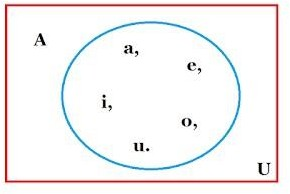 A
a,
e,
i,
o,
u.
U